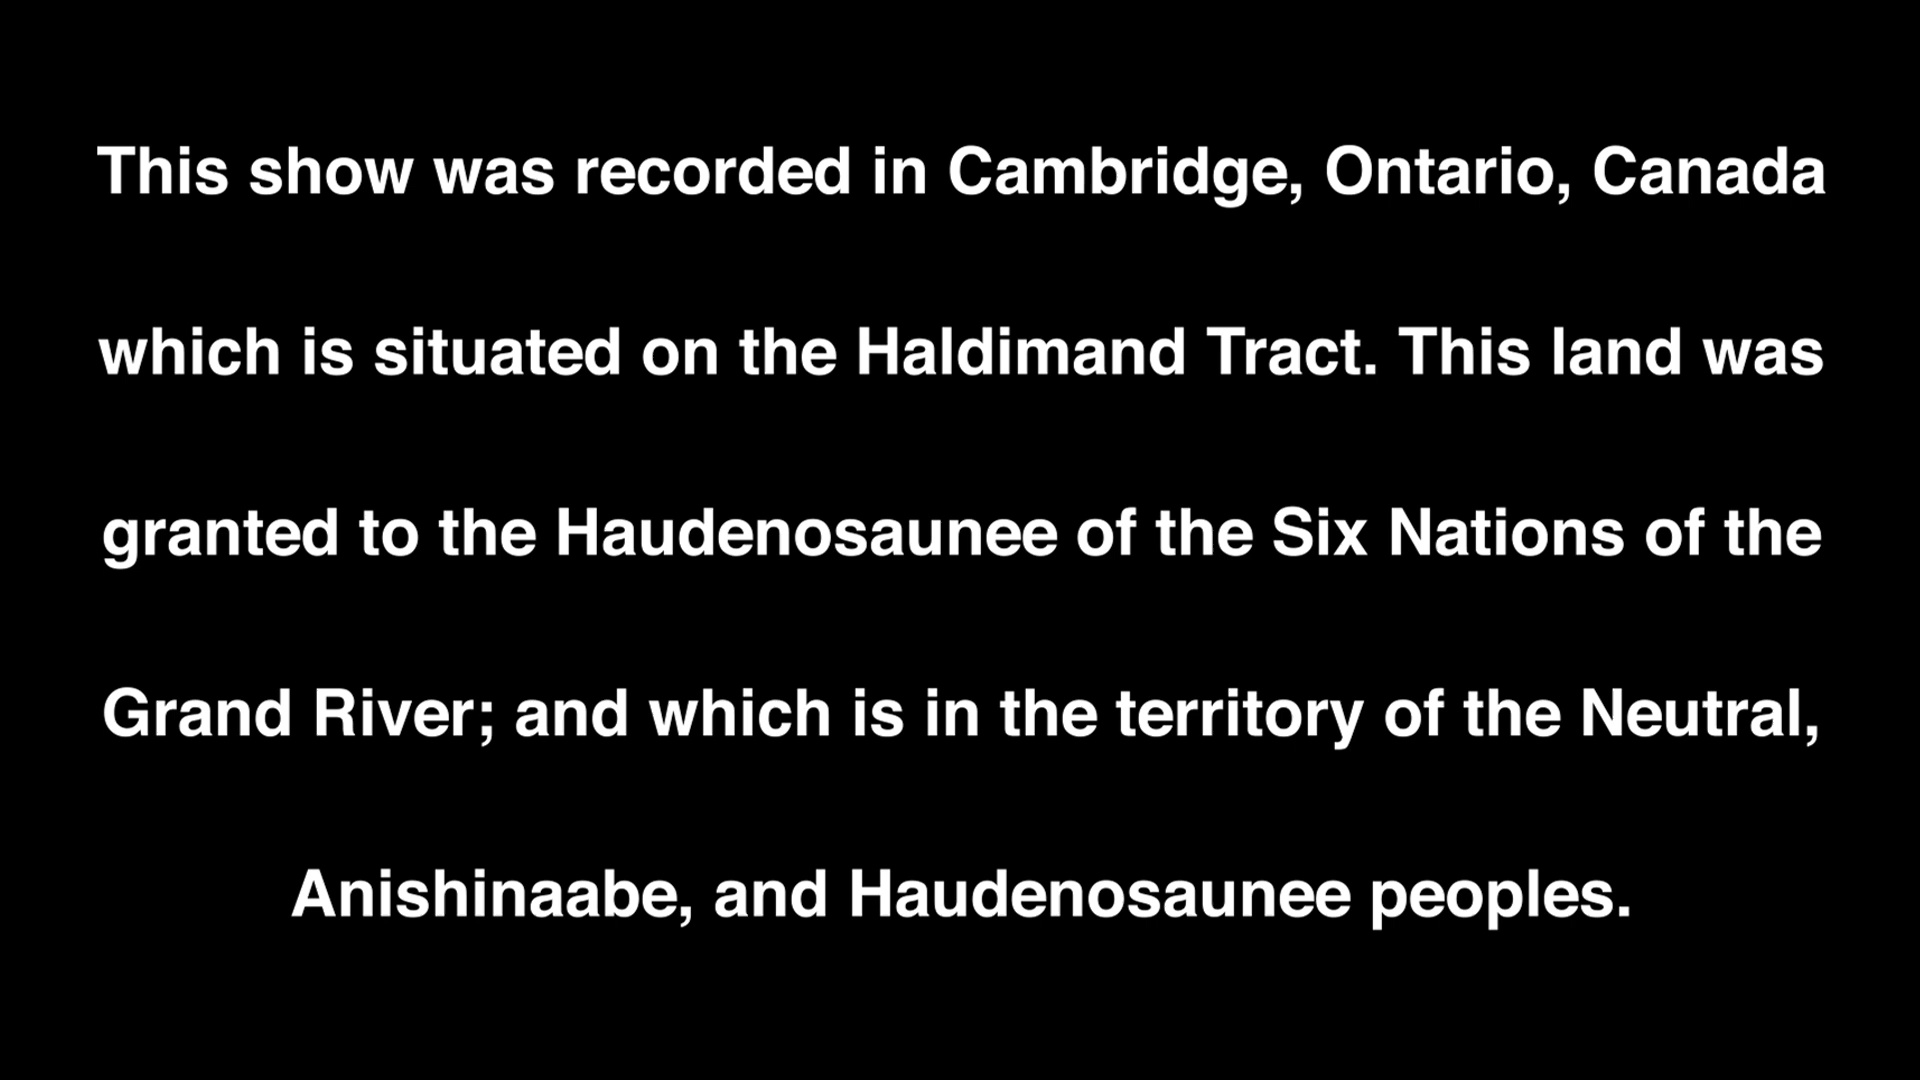 This show was recorded in Cambridge, Ontario, Canada
which is situated on the Haldimand Tract. This land was
granted to the Haudenosaunee of the Six Nations of the
Grand River; and which is in the territory of the Neutral,
Anishinaabe, and Haudenosaunee peoples.